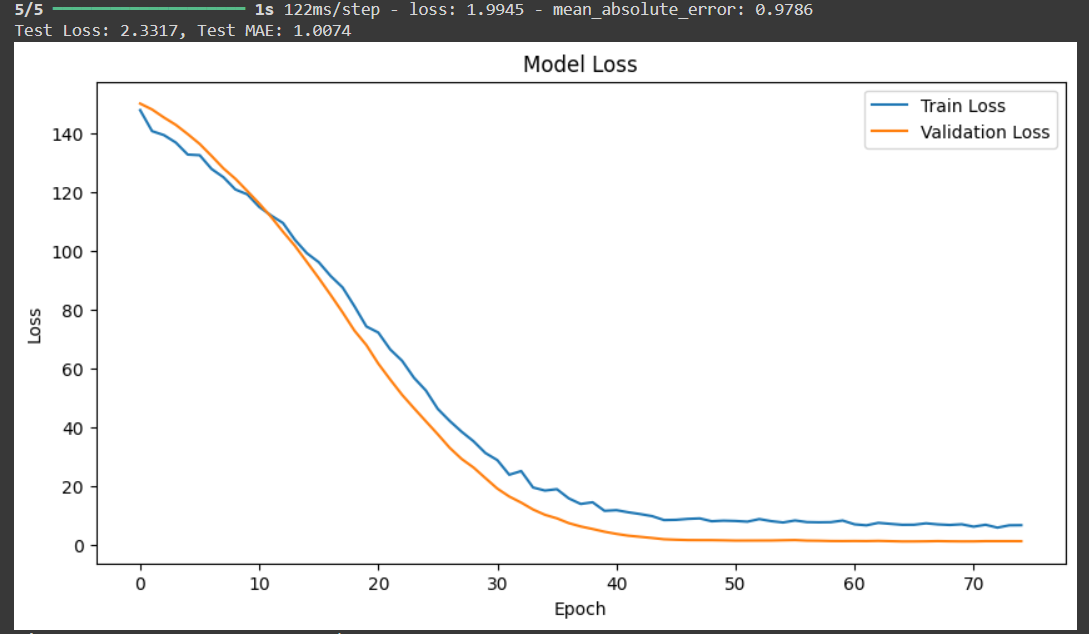 5/5 ━━━━━━━━━━━━━━━━━━━━ 1s 122ms/step - loss: 1.9945 - mean_absolute_error: 0.9786
Test Loss: 2.3317, Test MAE: 1.0074
Model Loss
Train Loss
Validation Loss
140
120
100
80
60
40
20
0
Loss
0 10 20 30 40 50 60 70
Epoch